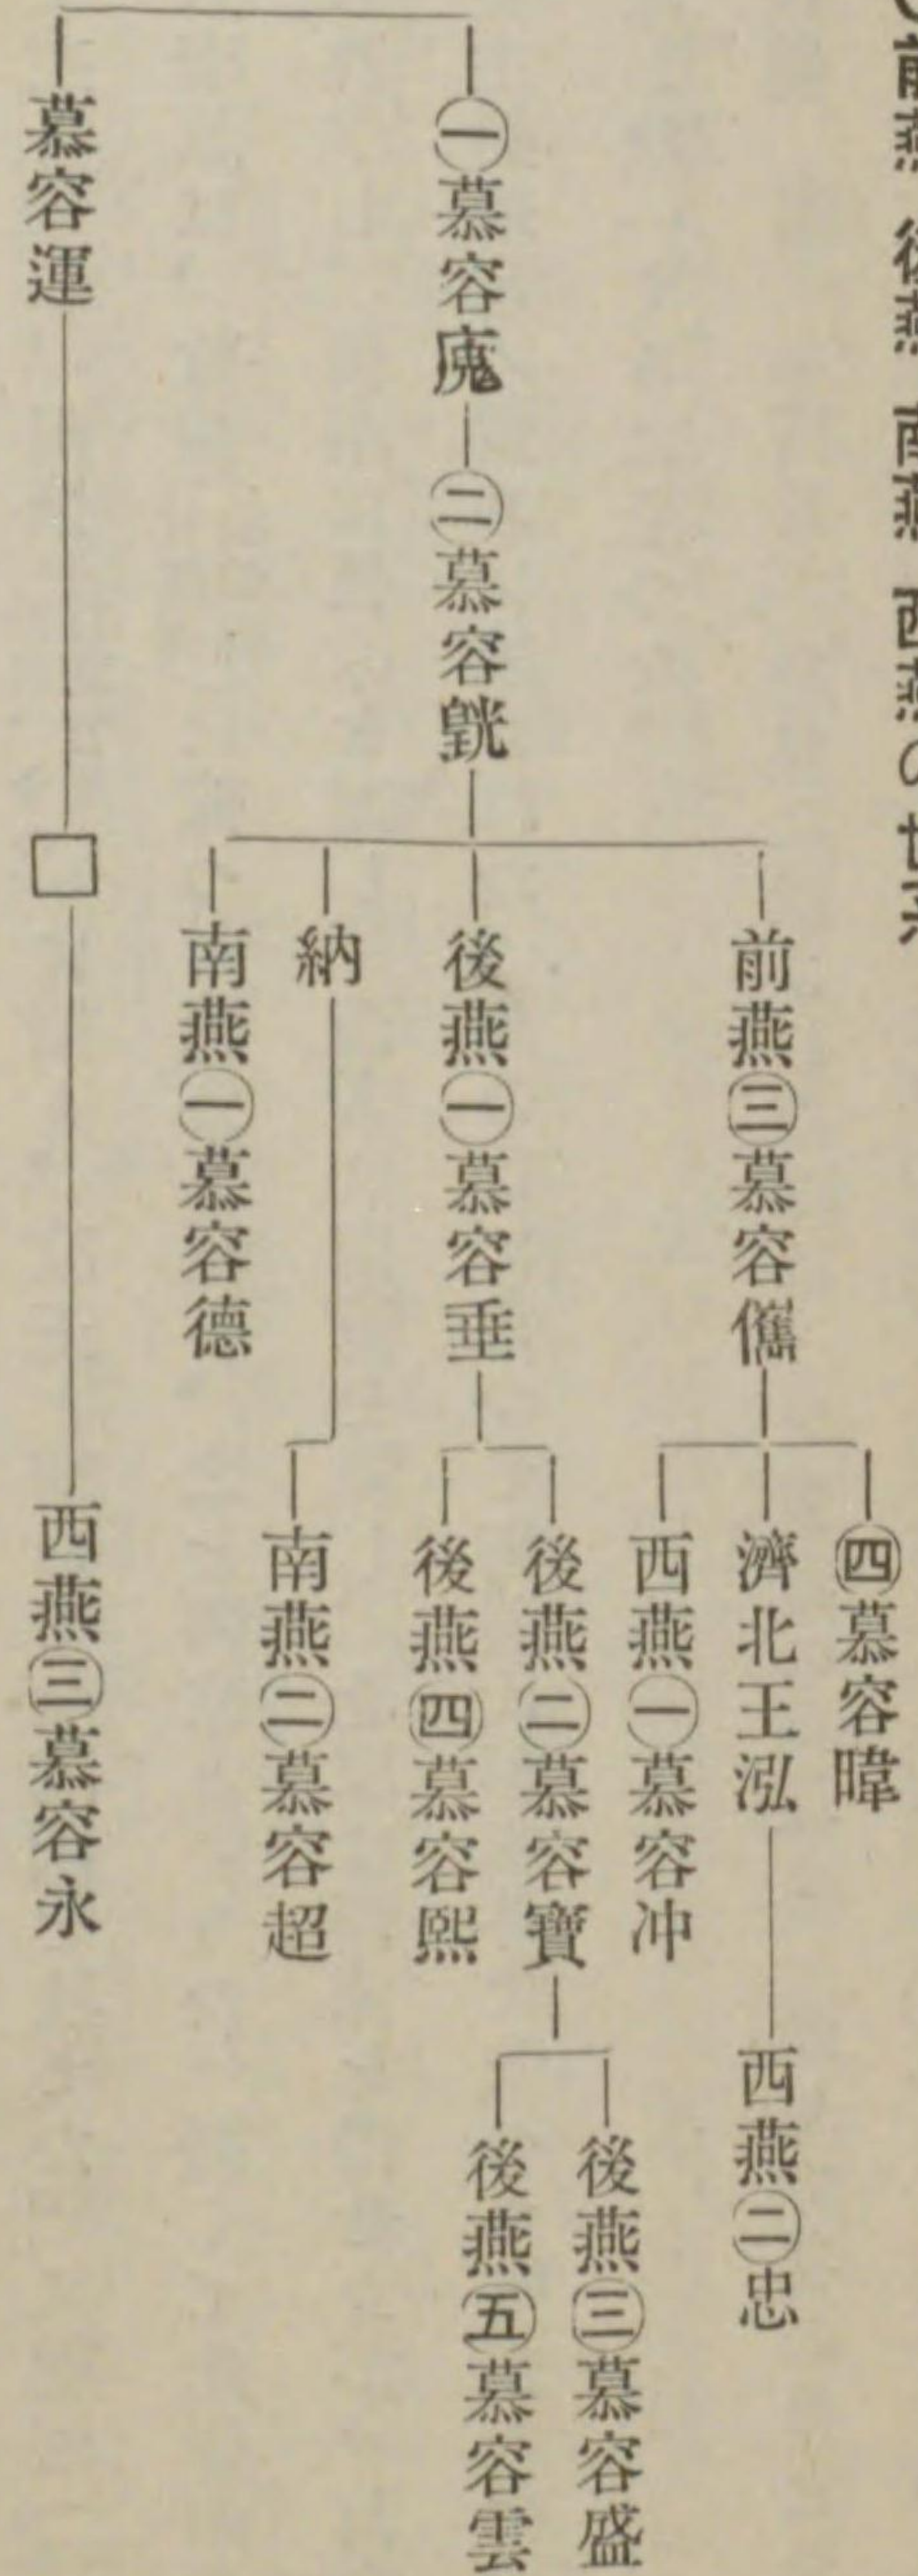 前燕 後燕 南燕 西燕の世系
㊀慕容廆
㊁慕容皝
前燕㊂慕容儁
㊃慕容暐
濟北王泓
西燕㊁忠
西燕㊀慕容冲
後燕㊀慕容垂
後燕㊁慕容寶
後燕㊂慕容盛
後燕㊄慕容雲
後燕㊃慕容熙
納
南燕㊁慕容超
南燕㊀慕容德
慕容運
□
西燕㊂慕容永